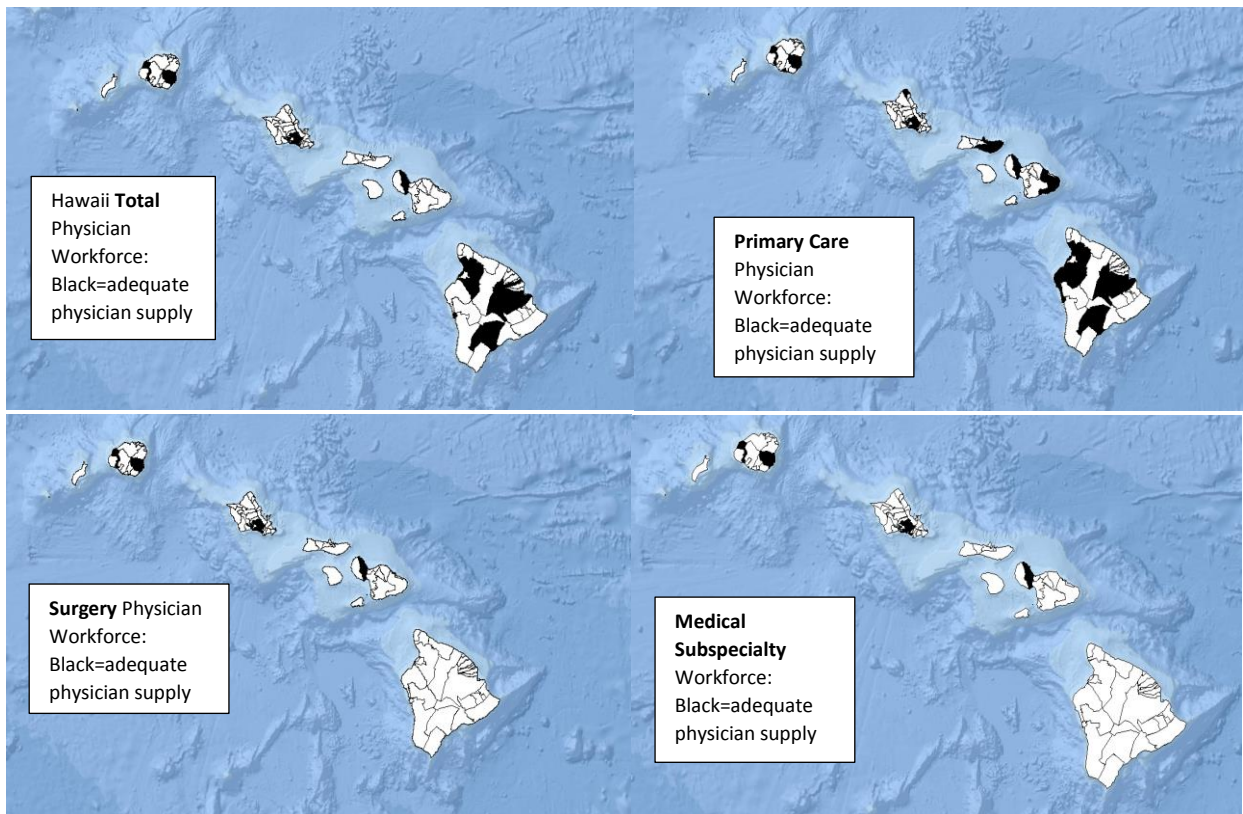 Hawaii Total
Physician
Workforce:
Black=adequate
physician supply
Primary Care
Physician
Workforce:
Black=adequate
physician supply
Surgery Physician
Workforce:
Black=adequate
physician supply
Medical
Subspecialty
Workforce:
Black=adequate
physician supply